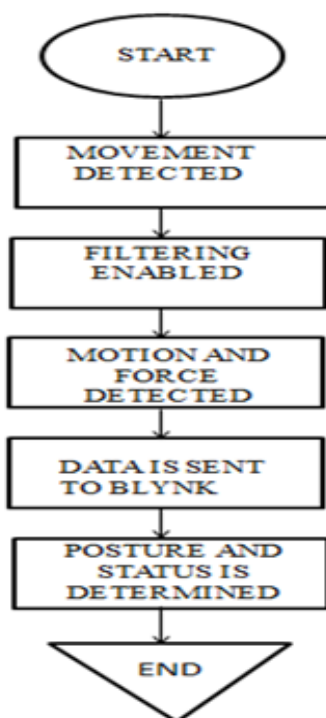 START
MOVEMENT
DETECTED
FILTERING
ENABLED
MOTION AND
FORCE
DETECTED
DATA IS SENT
TO BLYNK
POSTURE AND
STATUS IS
DETERMINED
END